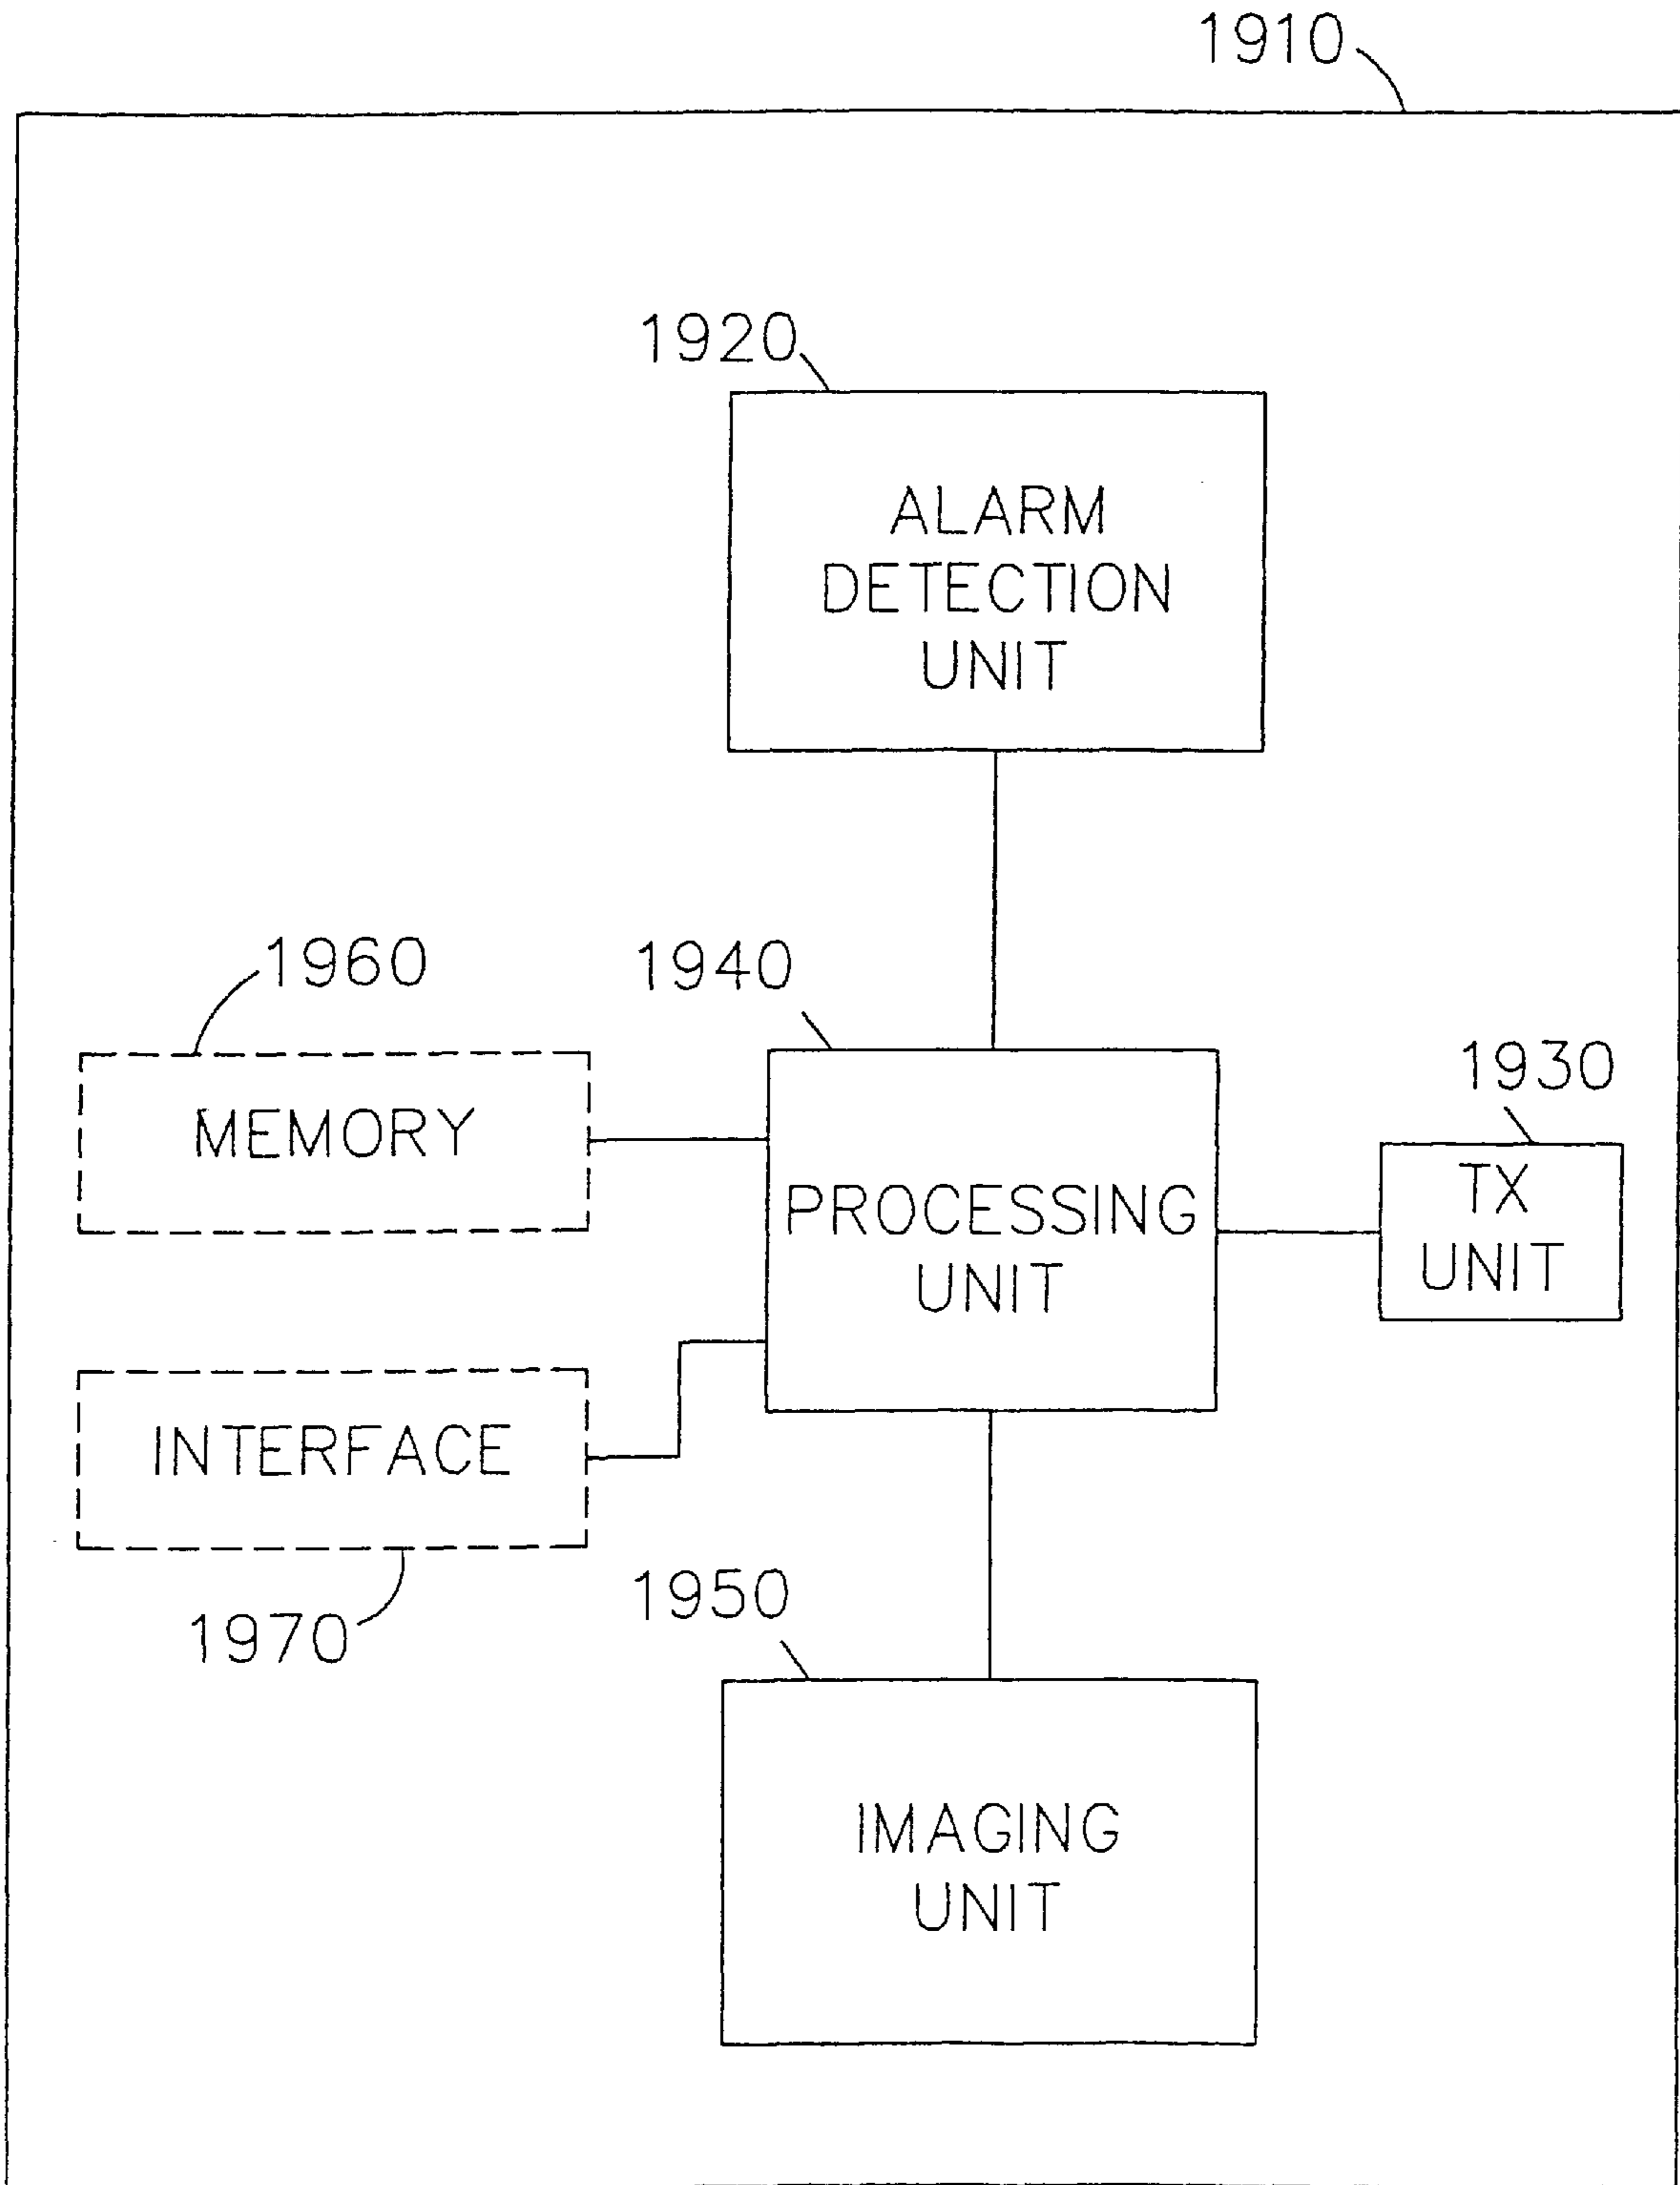 1910
1920
ALARM
DETECTION
UNIT
1960
1940
1930
MEMORY
PROCESSING
UNIT
TX
UNIT
INTERFACE
1970
1950
IMAGING
UNIT